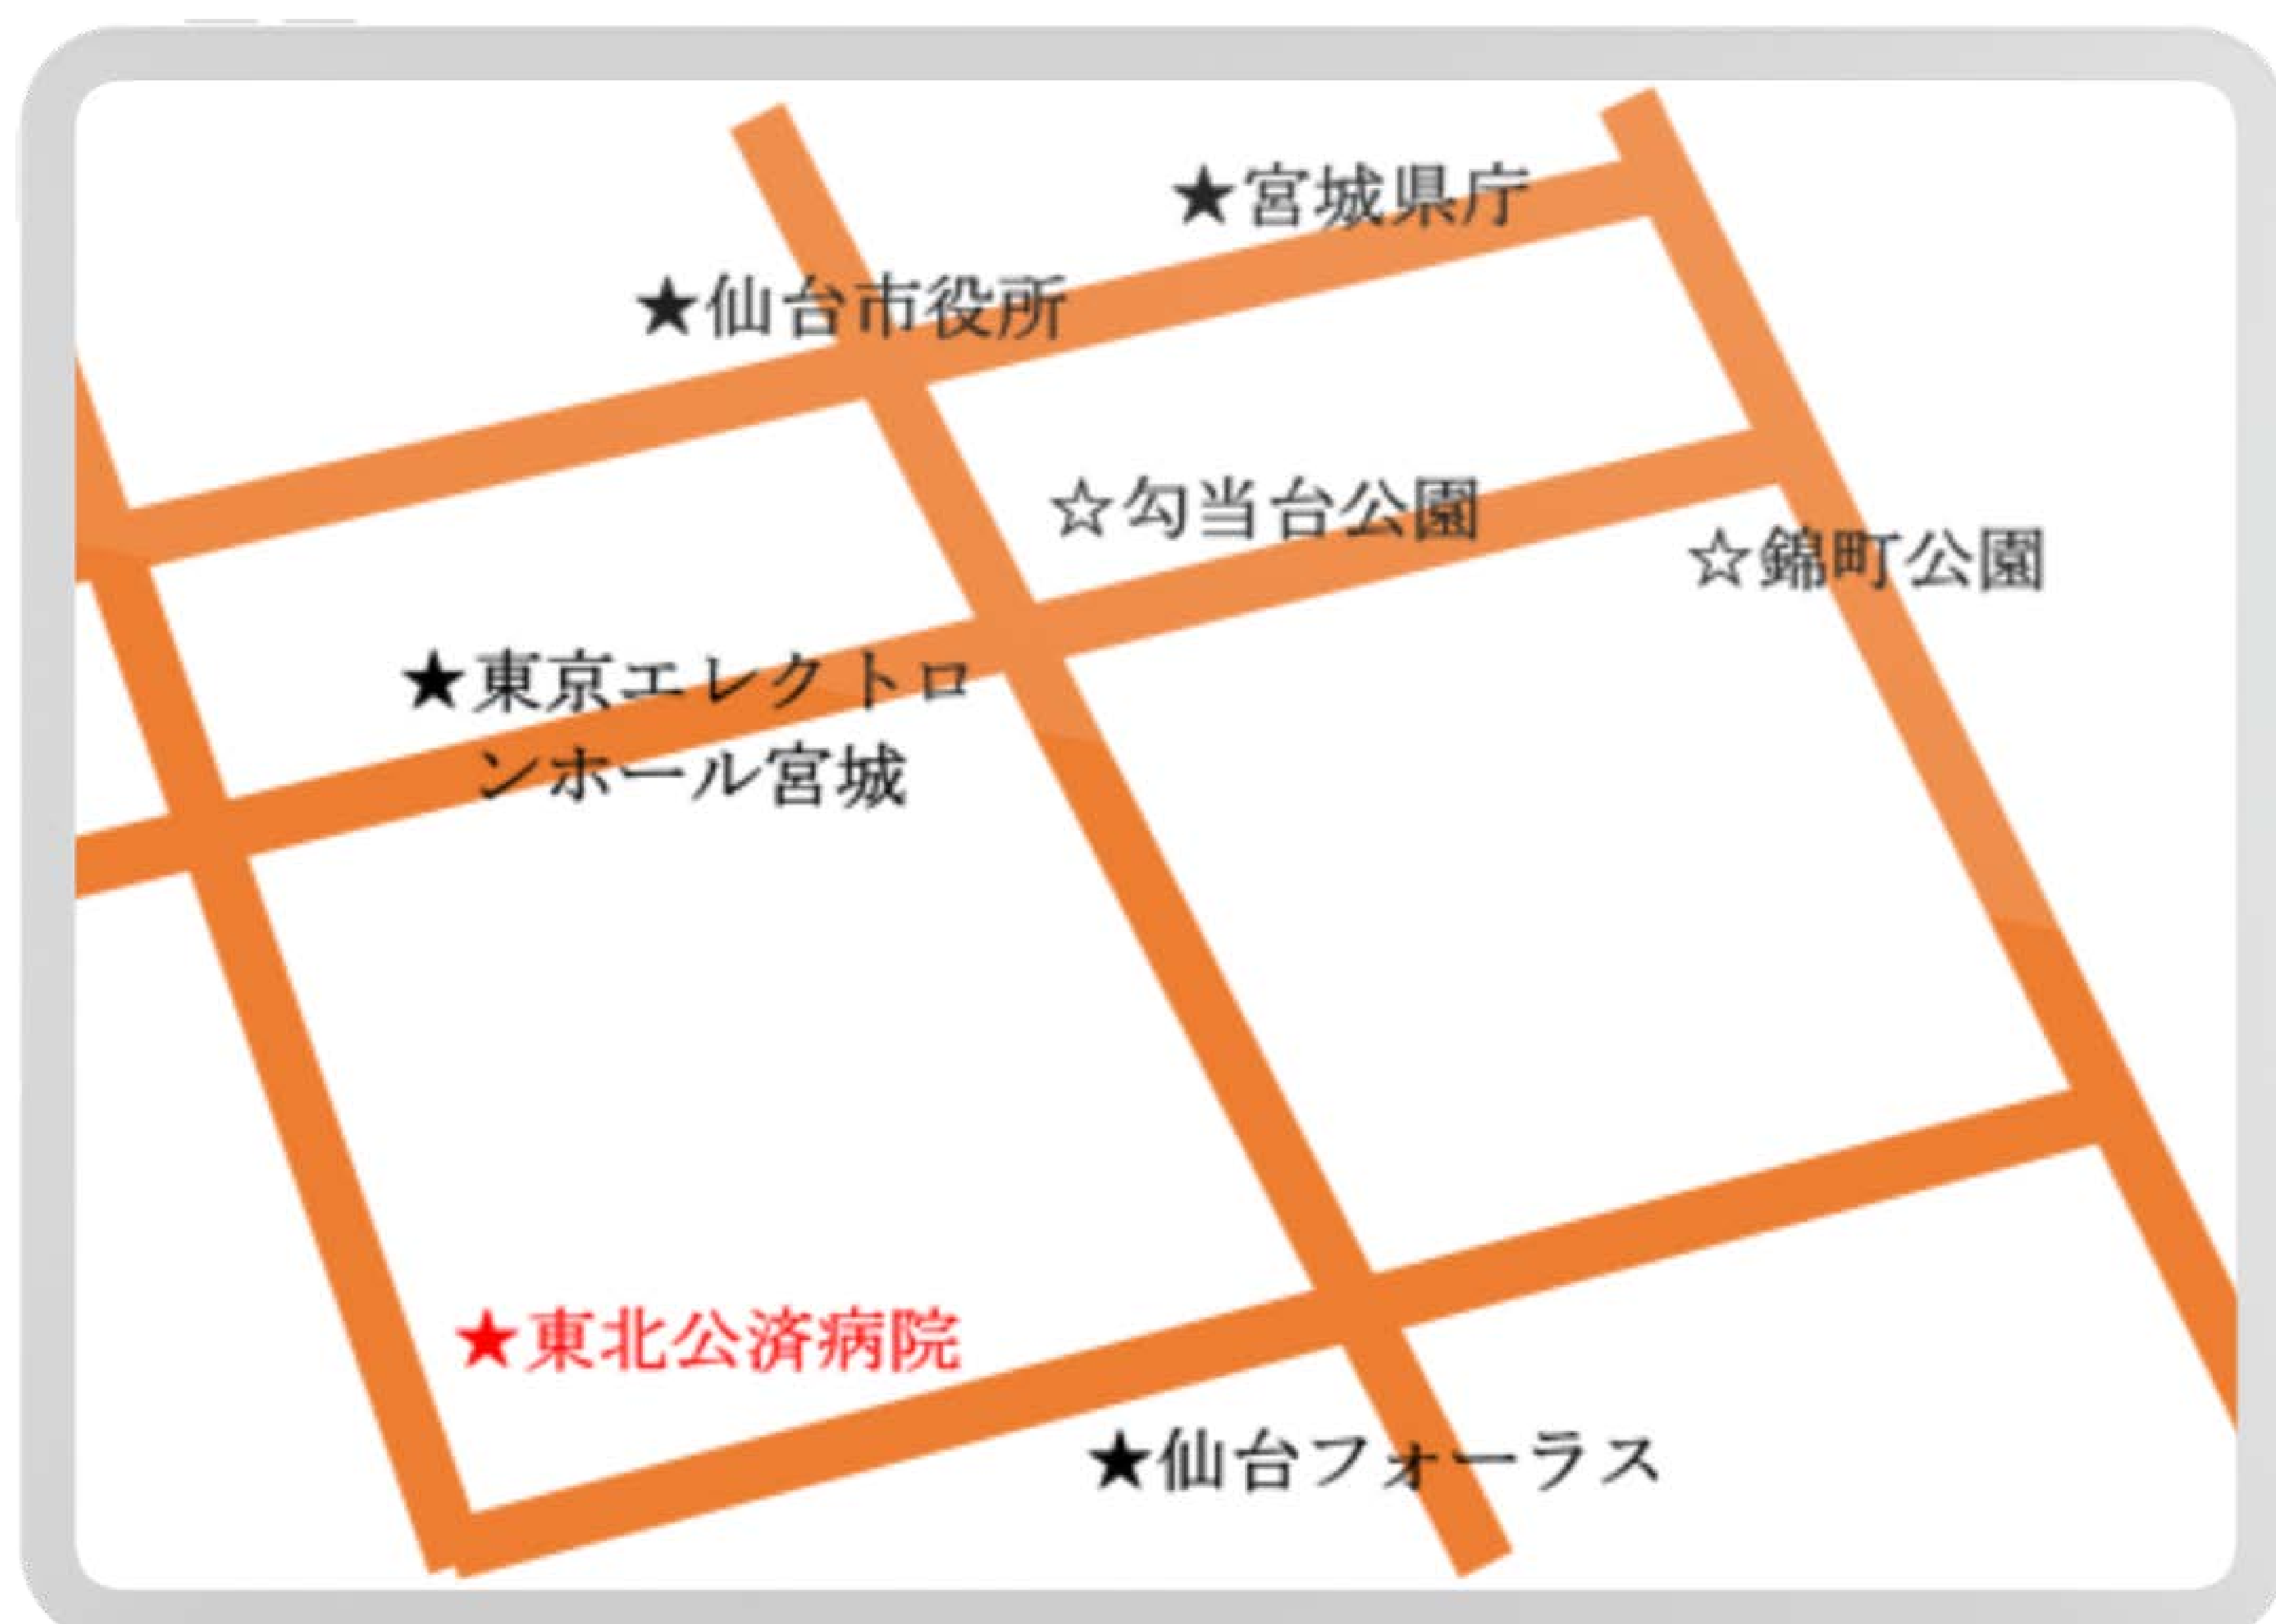 ★宮城県庁
★仙台市役所
☆勾当台公園
☆錦町公園
★東京エレクトロ
ンホール宮城
★東北公済病院
★仙台フォーラス